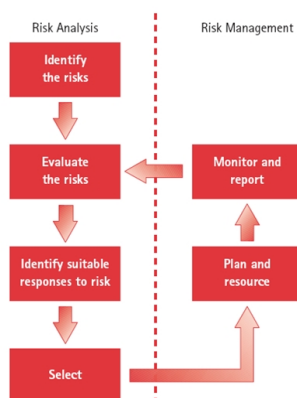 Risk Analysis
Risk Management
Identify
the risks
Evaluate
the risks
Monitor and
report
Identify suitable
responses to risk
Plan and
resource
Select